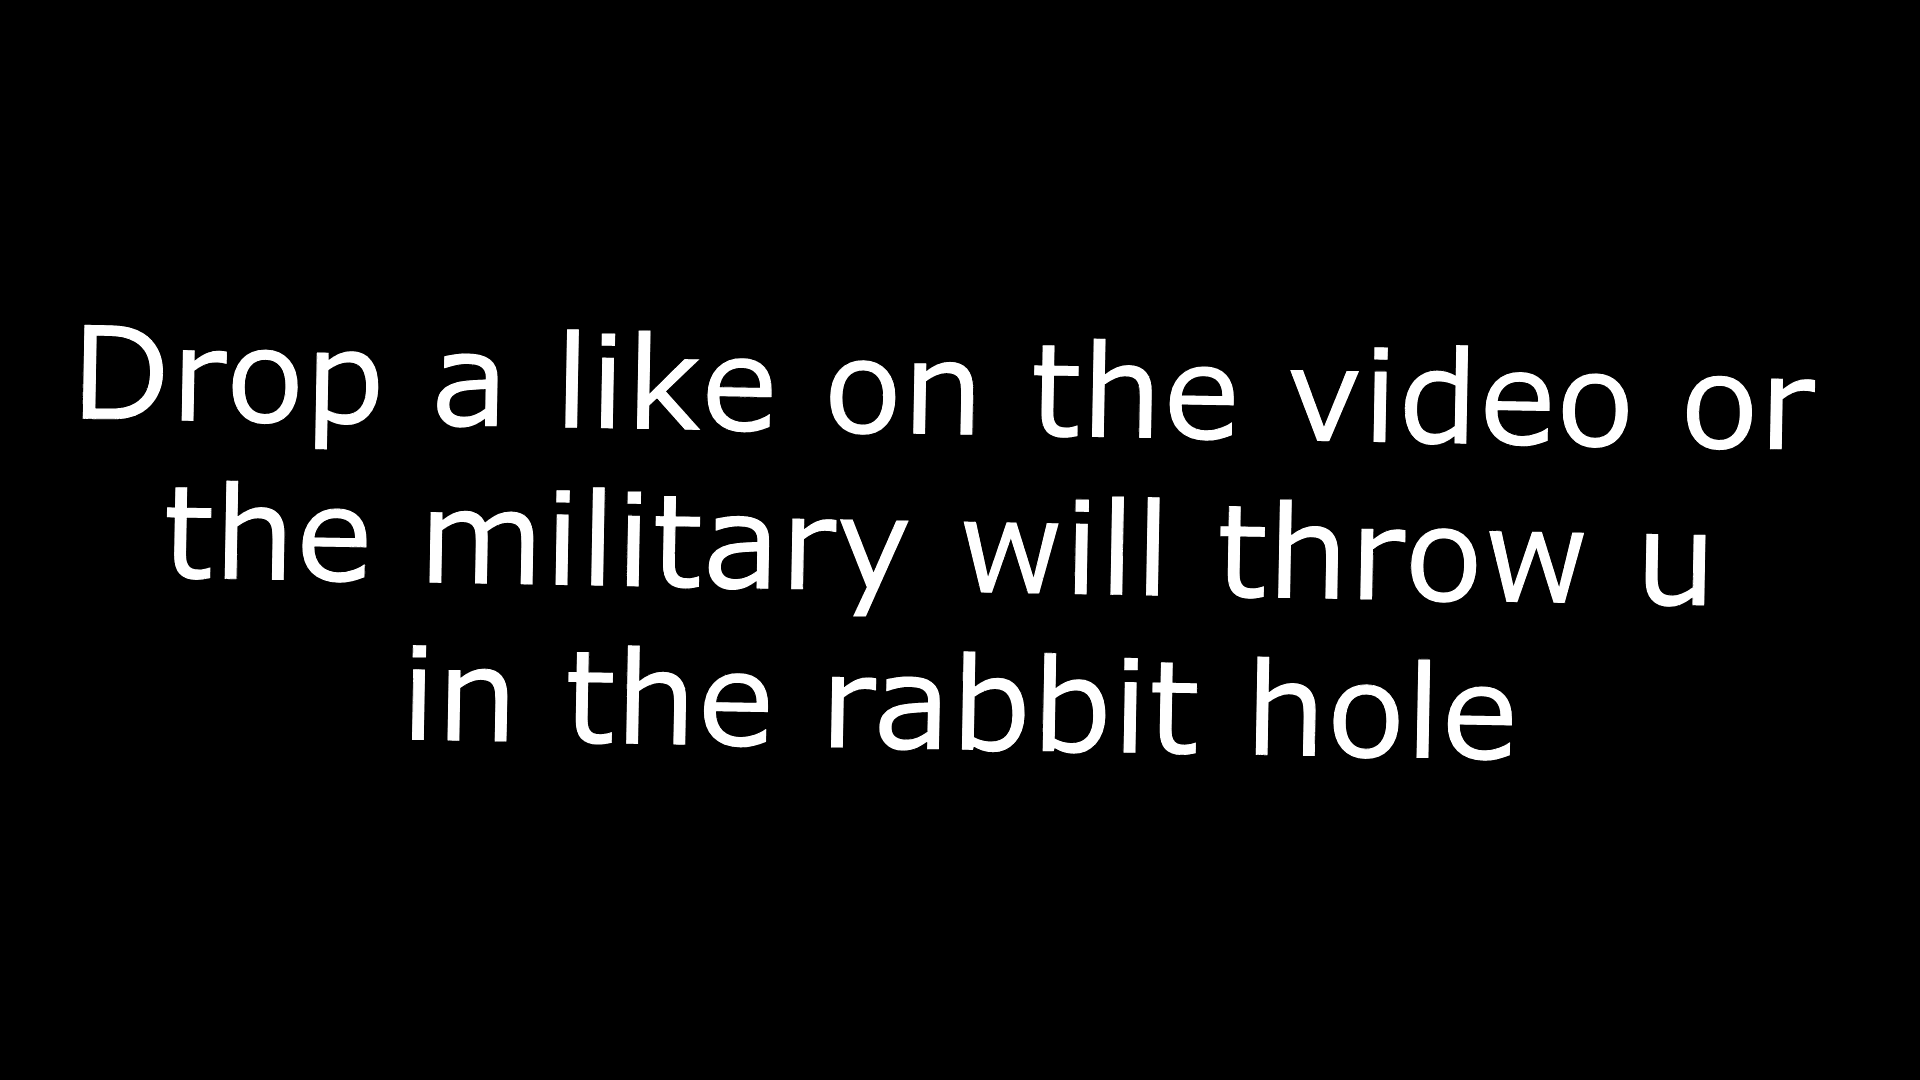 Drop a like on the video or
the military will throw u
in the rabbit hole